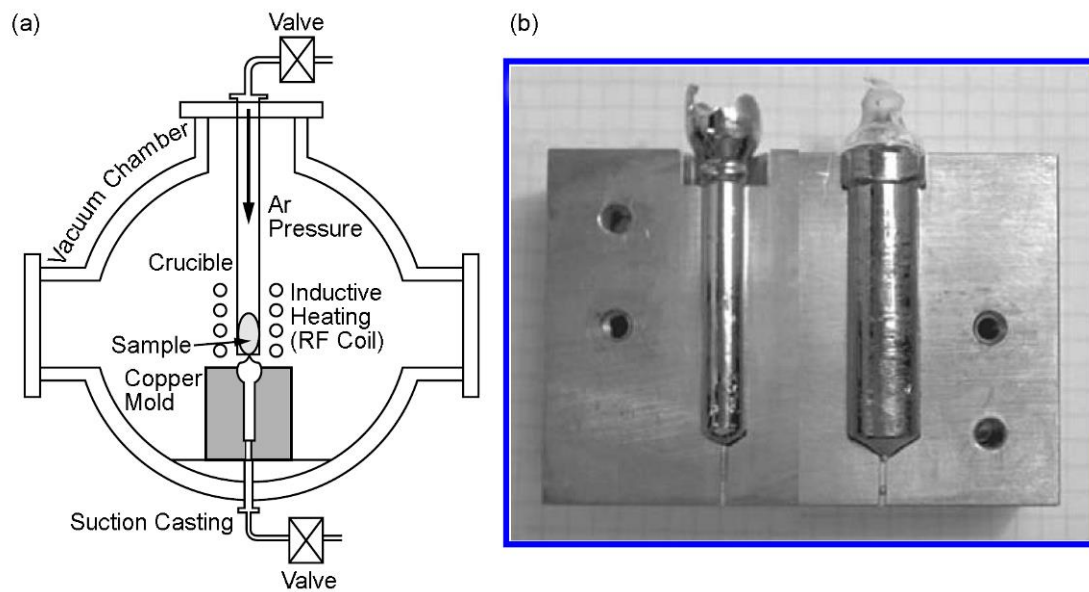 (a)
(b)
Valve
Vacuum Chamber
Ar
Pressure
Crucible
Inductive
Heating
(RF Coil)
Sample
Copper
Mold
Suction Casting
Valve